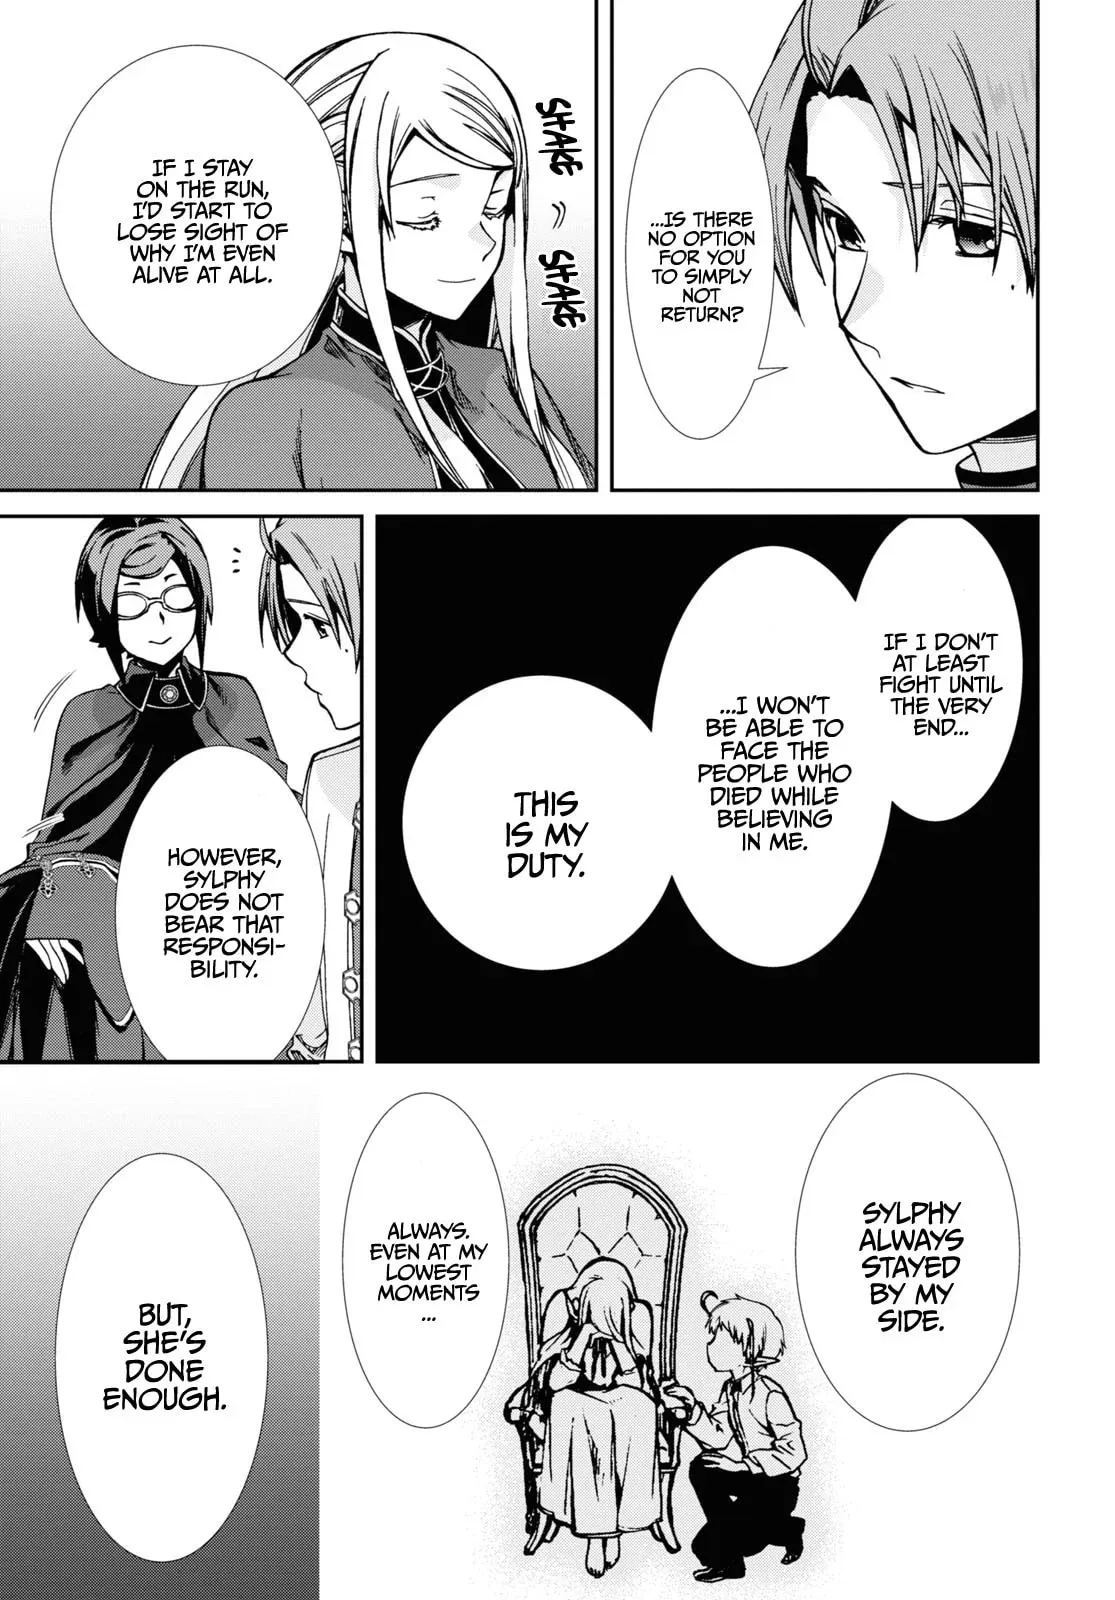 ...IS THERE
NO OPTION
FOR YOU
TO SIMPLY
NOT
RETURN?
SHAKE
SHAKE
IF I STAY
ON THE RUN,
I'D START TO
LOSE SIGHT OF
WHY I'M EVEN
ALIVE AT ALL.
IF I DON'T
AT LEAST
FIGHT UNTIL
THE VERY
END...
...I WON'T
BE ABLE TO
FACE THE
PEOPLE WHO
DIED WHILE
BELIEVING
IN ME.
THIS
IS MY
DUTY.
HOWEVER,
SYLPHY
DOES NOT
BEAR THAT
RESPONSI-
BILITY.
SYLPHY
ALWAYS
STAYED
BY MY
SIDE.
ALWAYS.
EVEN AT MY
LOWEST
MOMENTS
...
BUT,
SHE'S
DONE
ENOUGH.